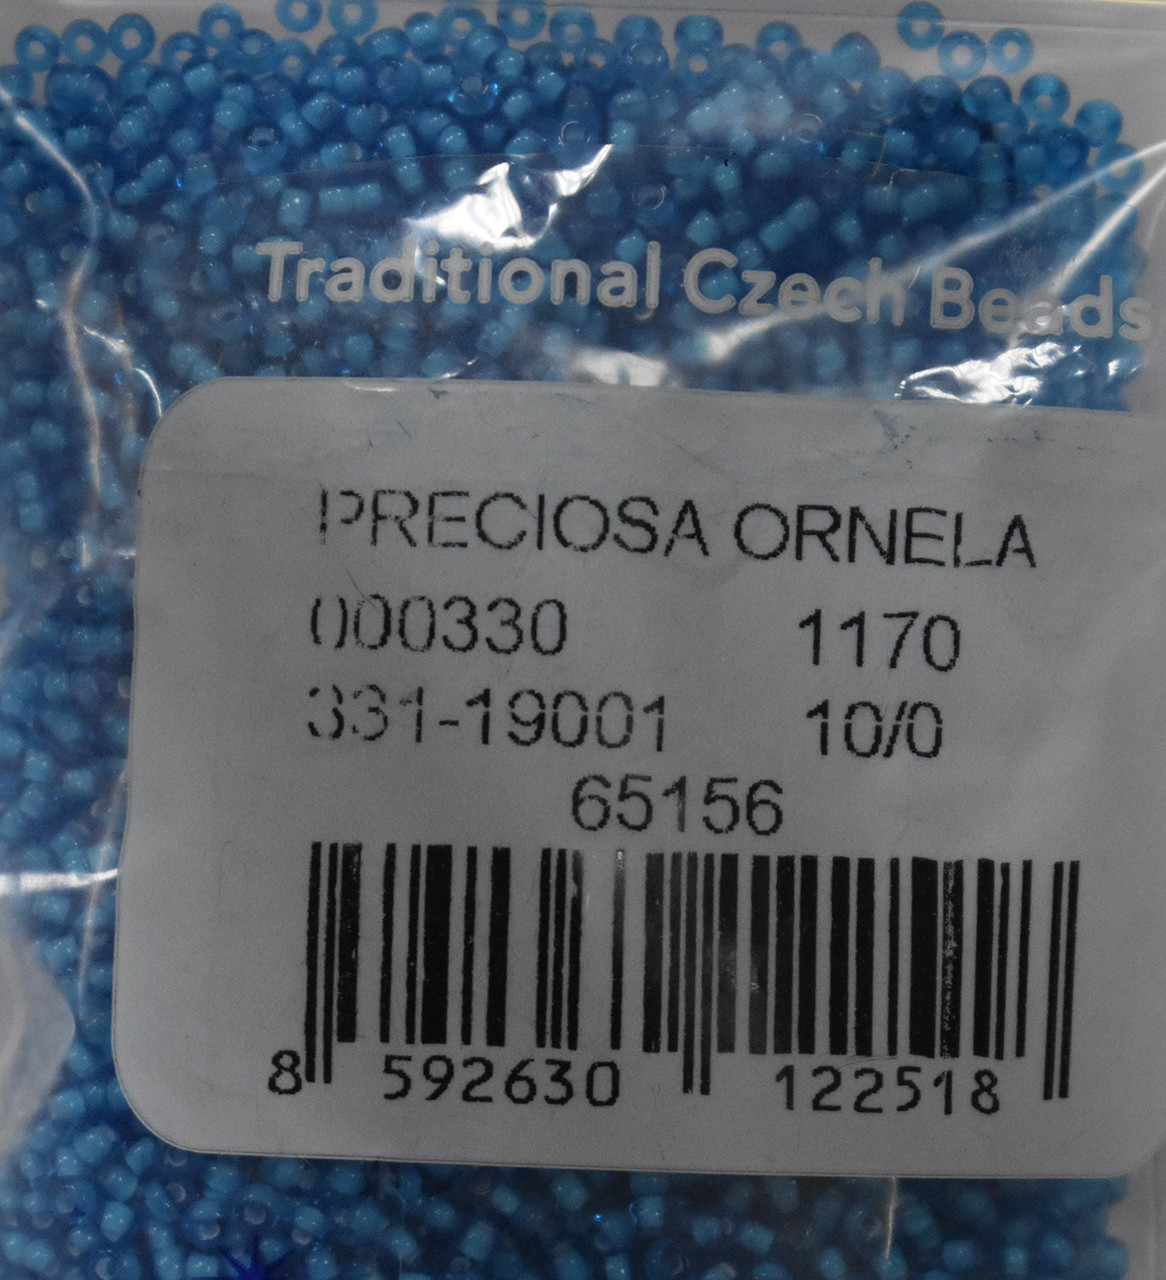 Traditional Czech Beads
PRECIOSA ORNELA
000330 1170
331-19001 10/0
65156
8 592630 122518